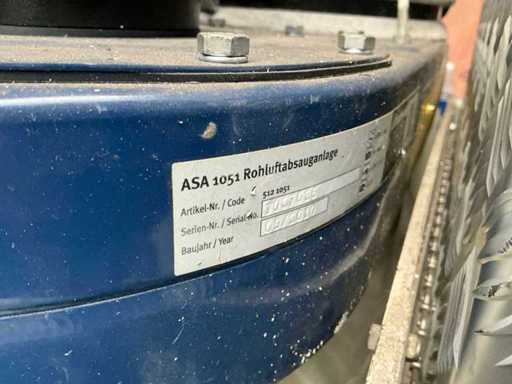 ASA 1051 Rohluftabsauganlage
Artikel-Nr. / Code 512 1051
Serien-Nr. / Serial-No.
Baujahr / Year